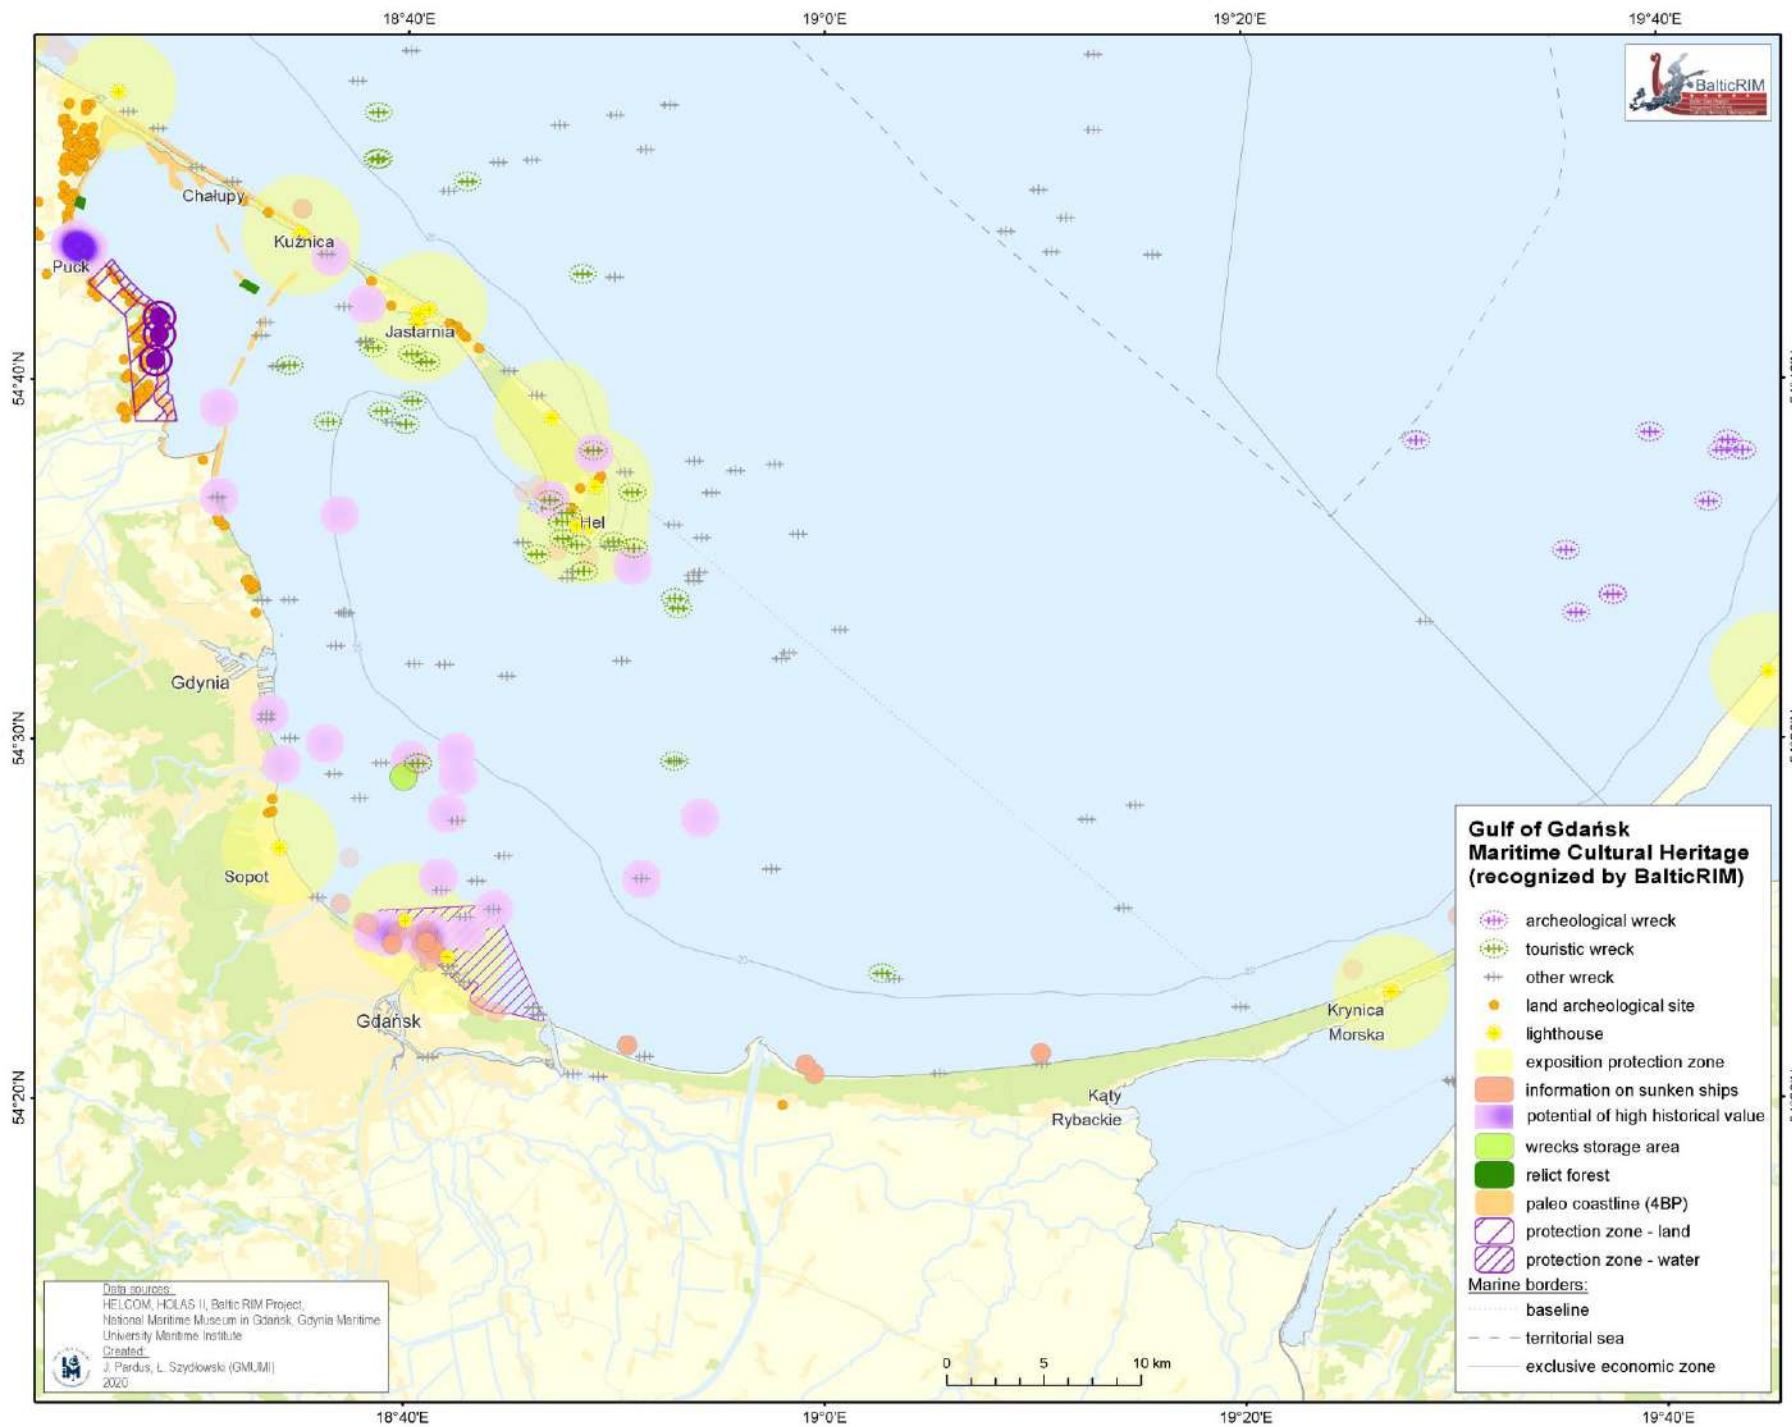 18°40'E
19°0'E
19°20'E
19°40'E
BalticRIM
Chałupy
Kuźnica
Puck
Jastarnia
54°40'N
Hel
Gdynia
54°30'N
Sopot
Gdańsk
Krynica
Morska
Kąty
Rybackie
54°20'N
20
Gulf of Gdańsk
Maritime Cultural Heritage
(recognized by BalticRIM)
archeological wreck
touristic wreck
other wreck
land archeological site
lighthouse
exposition protection zone
information on sunken ships
potential of high historical value
wrecks storage area
relict forest
paleo coastline (4BP)
protection zone - land
protection zone - water
Marine borders:
baseline
territorial sea
exclusive economic zone
Data sources:
HELCOM, HOLAS II, Baltic RIM Project,
National Maritime Museum in Gdańsk, Gdynia Maritime
University Maritime Institute
Created:
J. Pardus, Ł. Szydłowski (GMUMI)
2020
0 5 10 km
18°40'E
19°0'E
19°20'E
19°40'E